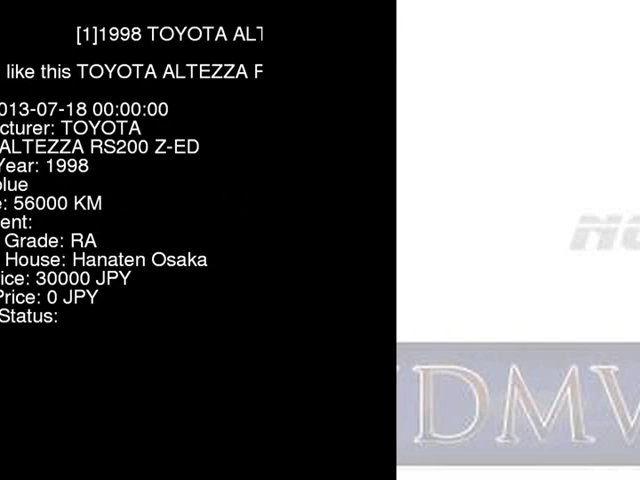 [1]1998 TOYOTA ALT
like this TOYOTA ALTEZZA
013-07-18 00:00:00
cturer: TOYOTA
ALTEZZA RS200 Z-ED
Year: 1998
olue
e: 56000 KM
ent:
Grade: RA
House: Hanaten Osaka
ice: 30000 JPY
Price: 0 JPY
Status:
DMV